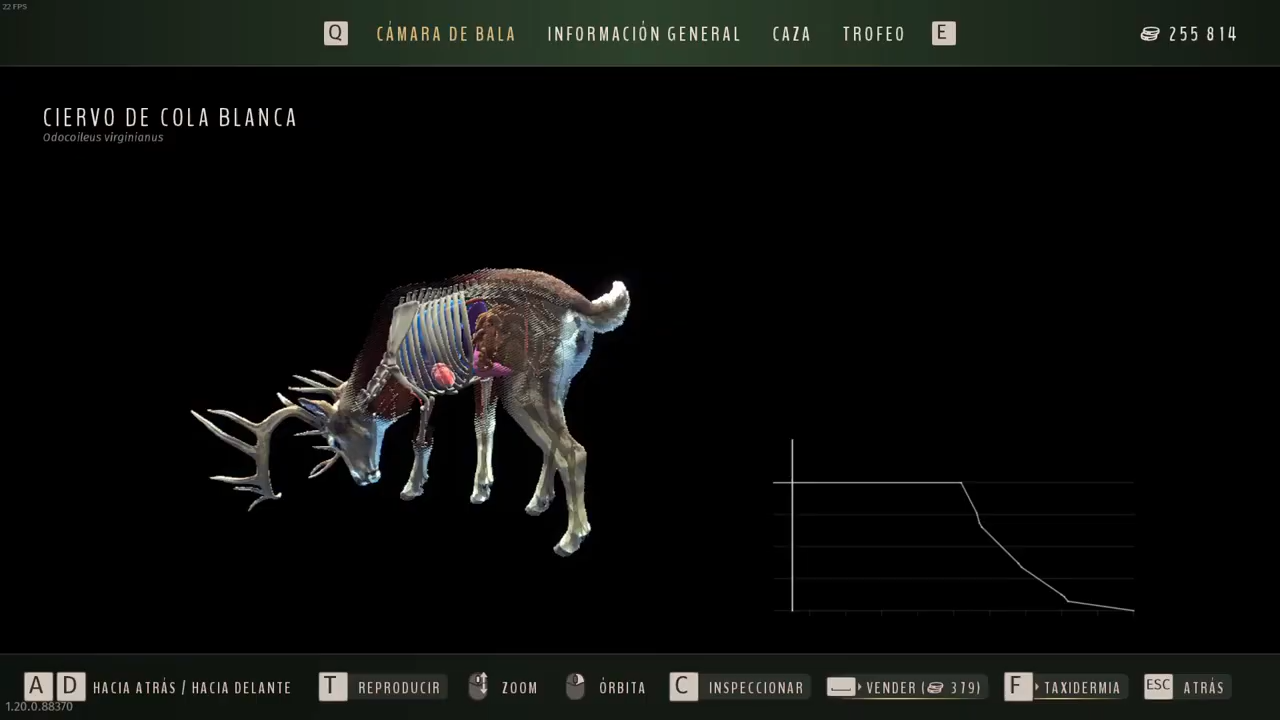 22 FPS
Q CÁMARA DE BALA INFORMACIÓN GENERAL CAZA TROFEO E 255 814
CIERVO DE COLA BLANCA
Odocoileus virginianus
A D HACIA ATRÁS / HACIA DELANTE T REPRODUCIR ZOOM ÓRBITA C INSPECCIONAR VENDER ( 379) F TAXIDERMIA ESC ATRÁS
1.20.0.88370